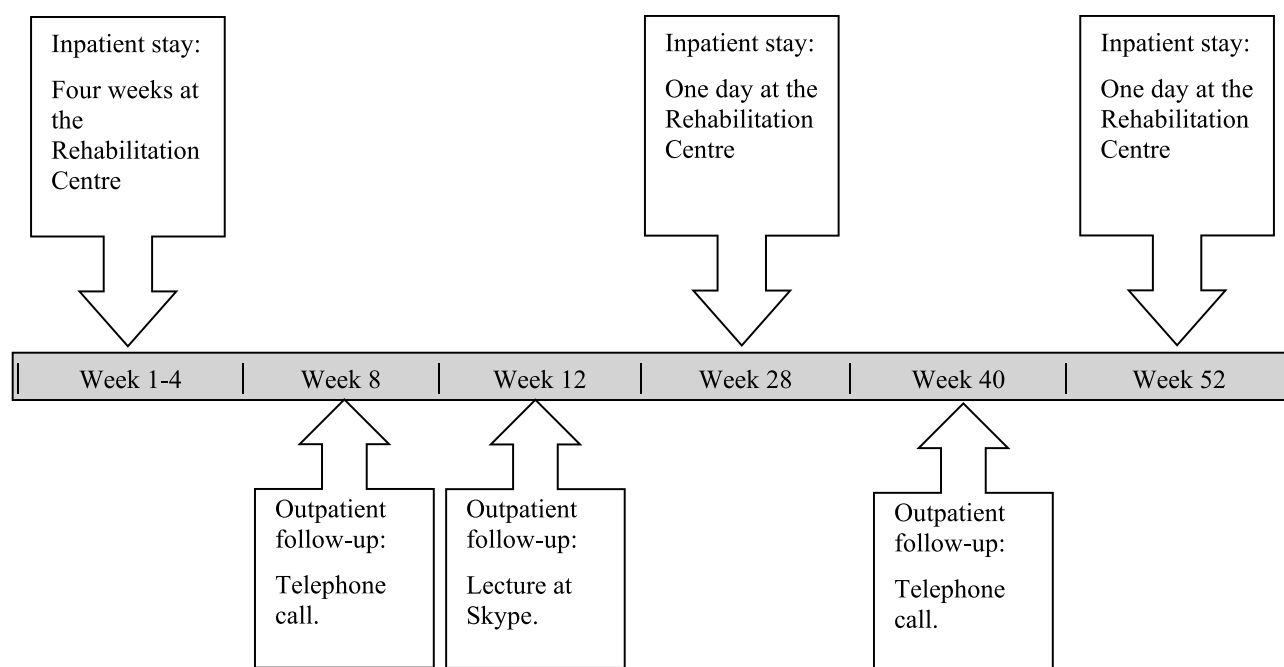 Inpatient stay:
Four weeks at
the
Rehabilitation
Centre
Inpatient stay:
One day at the
Rehabilitation
Centre
Inpatient stay:
One day at the
Rehabilitation
Centre
Week 1-4
Week 8
Week 12
Week 28
Week 40
Week 52
Outpatient
follow-up:
Telephone
call.
Outpatient
follow-up:
Lecture at
Skype.
Outpatient
follow-up:
Telephone
call.